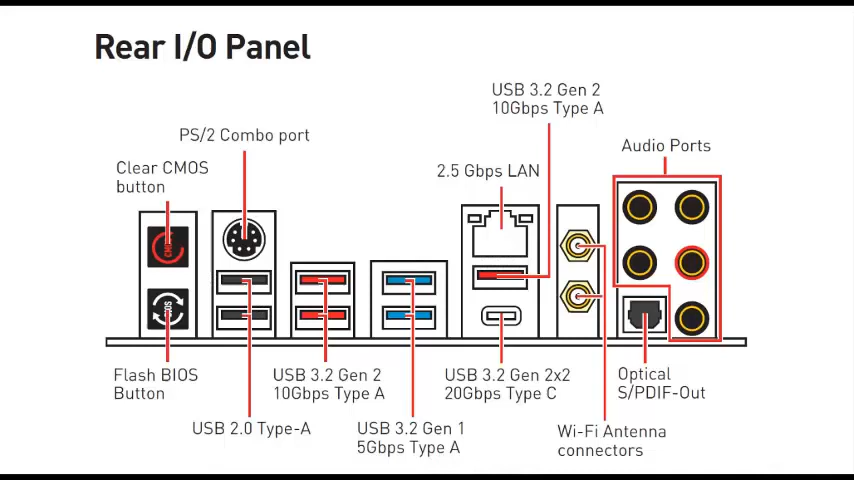 Rear I/O Panel
USB 3.2 Gen 2
10Gbps Type A
PS/2 Combo port
Audio Ports
Clear CMOS
button
2.5 Gbps LAN
Flash BIOS
Button
USB 3.2 Gen 2
10Gbps Type A
USB 3.2 Gen 2x2
20Gbps Type C
Optical
S/PDIF-Out
USB 2.0 Type-A
USB 3.2 Gen 1
5Gbps Type A
Wi-Fi Antenna
connectors